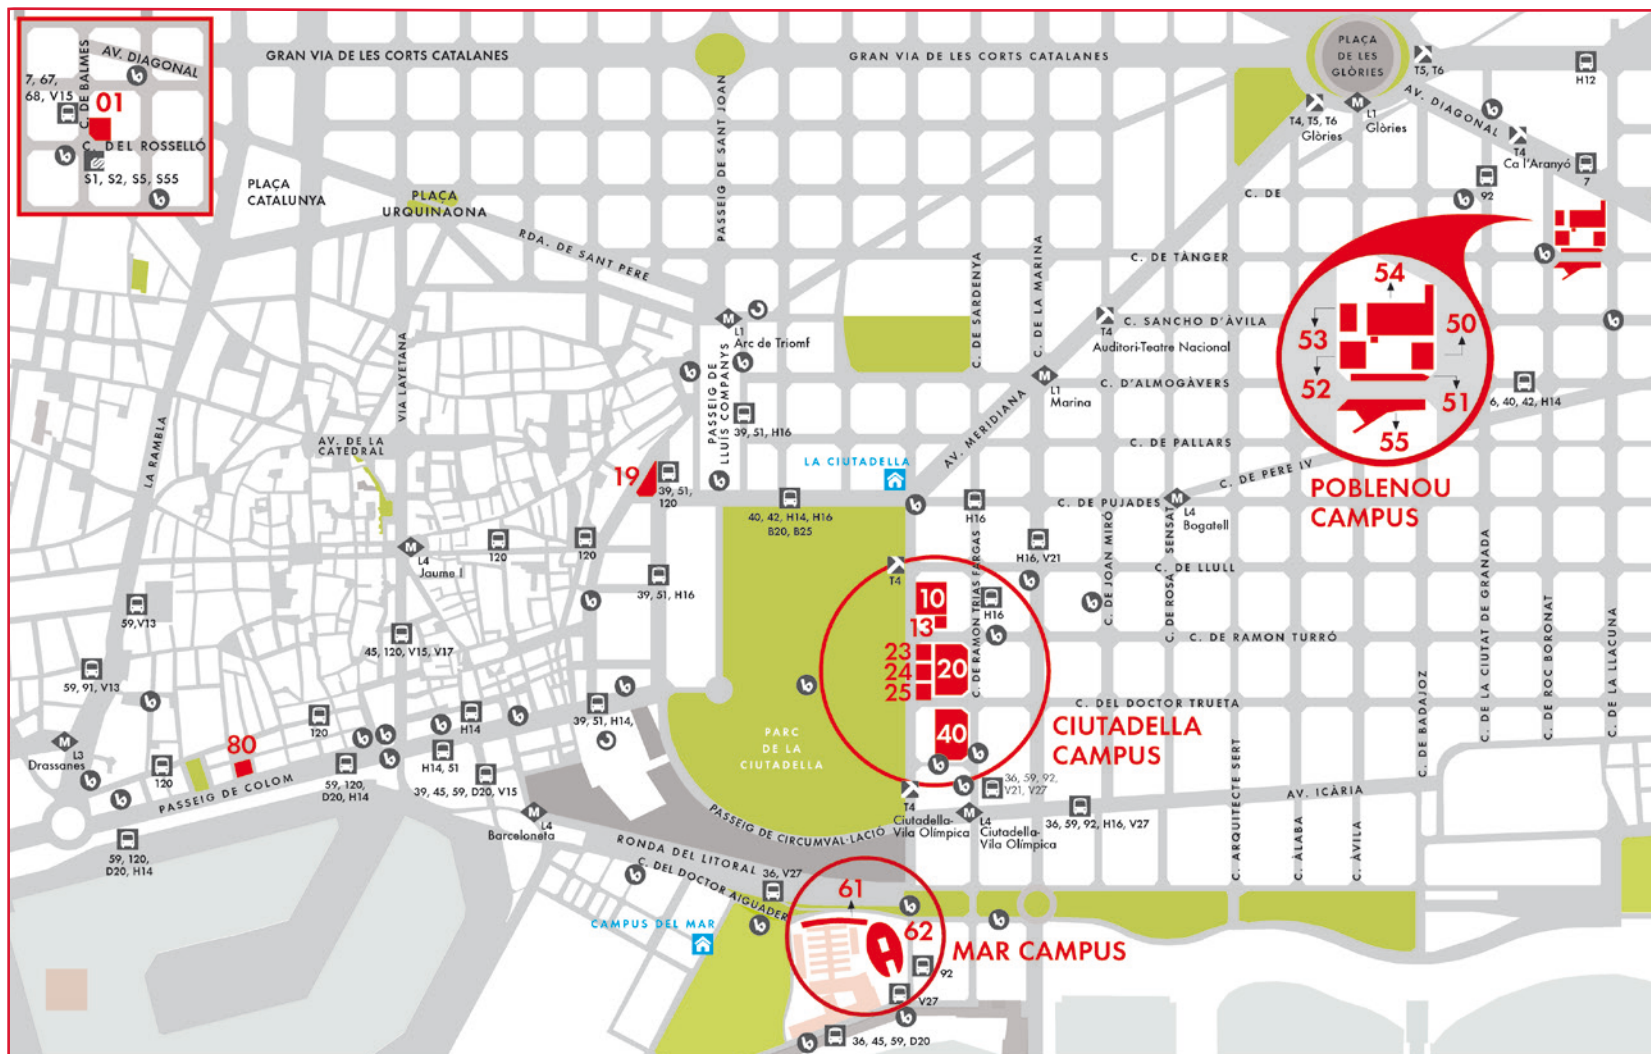 AV. DIAGONAL
C. DE BALMES
7, 67,
68, V15
01
C. DEL ROSSELLÓ
S1, S2, S5, S55
GRAN VIA DE LES CORTS CATALANES
GRAN VIA DE LES CORTS CATALANES
PLAÇA
DE LES
GLÒRIES
T5, T6
H12
AV. DIAGONAL
T4, T5, T6
Glòries
M
L1
Glòries
T4
Ca l'Aranyó
7
92
PLAÇA
CATALUNYA
PLAÇA
URQUINAONA
PASSEIG DE SANT JOAN
RDA. DE SANT PERE
C. DE
C. DE TÀNGER
C. DE SARDENYA
C. DE LA MARINA
M
L1
Arc de Triomf
T4
C. SANCHO D'ÀVILA
Auditori-Teatre Nacional
54
53
50
52
51
55
POBLENOU
CAMPUS
6, 40, 42, H14
VIA LAYETANA
LA RAMBLA
PASSEIG DE
LLUÍS COMPANYS
39, 51, H16
M
L1
Marina
C. D'ALMOGÀVERS
AV. MERIDIANA
C. DE PALLARS
C. DE PERE IV
AV. DE LA
CATEDRAL
19
39, 51,
120
LA CIUTADELLA
40, 42, H14, H16
B20, B25
H16
C. DE PUJADES
M
L4
Bogatell
M
L4
Jaume I
120
120
39, 51, H16
H16, V21
C. DE LLULL
C. DE JOAN MIRÓ
C. DE ROSA SENSAT
T4
10
13
C. DE RAMON TRIAS FARGAS
H16
23
24
25
20
40
CIUTADELLA
CAMPUS
C. DE RAMON TURRÓ
C. DEL DOCTOR TRUETA
C. DE LA CIUTAT DE GRANADA
C. DE ROC BORONAT
C. DE LA LLACUNA
C. DE BADAJOZ
59,V13
45, 120, V15, V17
59, 91, V13
M
L3
Drassanes
120
80
120
H14
H14, 51
39, 51, H14,
PARC
DE LA
CIUTADELLA
PASSEIG DE COLOM
59, 120,
D20, H14
39, 45, 59, D20, V15
59, 120,
D20, H14
M
L4
Barceloneta
PASSEIG DE CIRCUMVAL·LACIÓ
T4
Ciutadella-
Vila Olímpica
M
L4
Ciutadella-
Vila Olímpica
36, 59, 92,
V21, V27
36, 59, 92, H16, V27
AV. ICÀRIA
C. ARQUITECTE SERT
C. ÀLABA
C. ÀVILA
RONDA DEL LITORAL
C. DEL DOCTOR AIGUADER
36, V27
CAMPUS DEL MAR
61
62
MAR CAMPUS
92
V27
36, 45, 59, D20